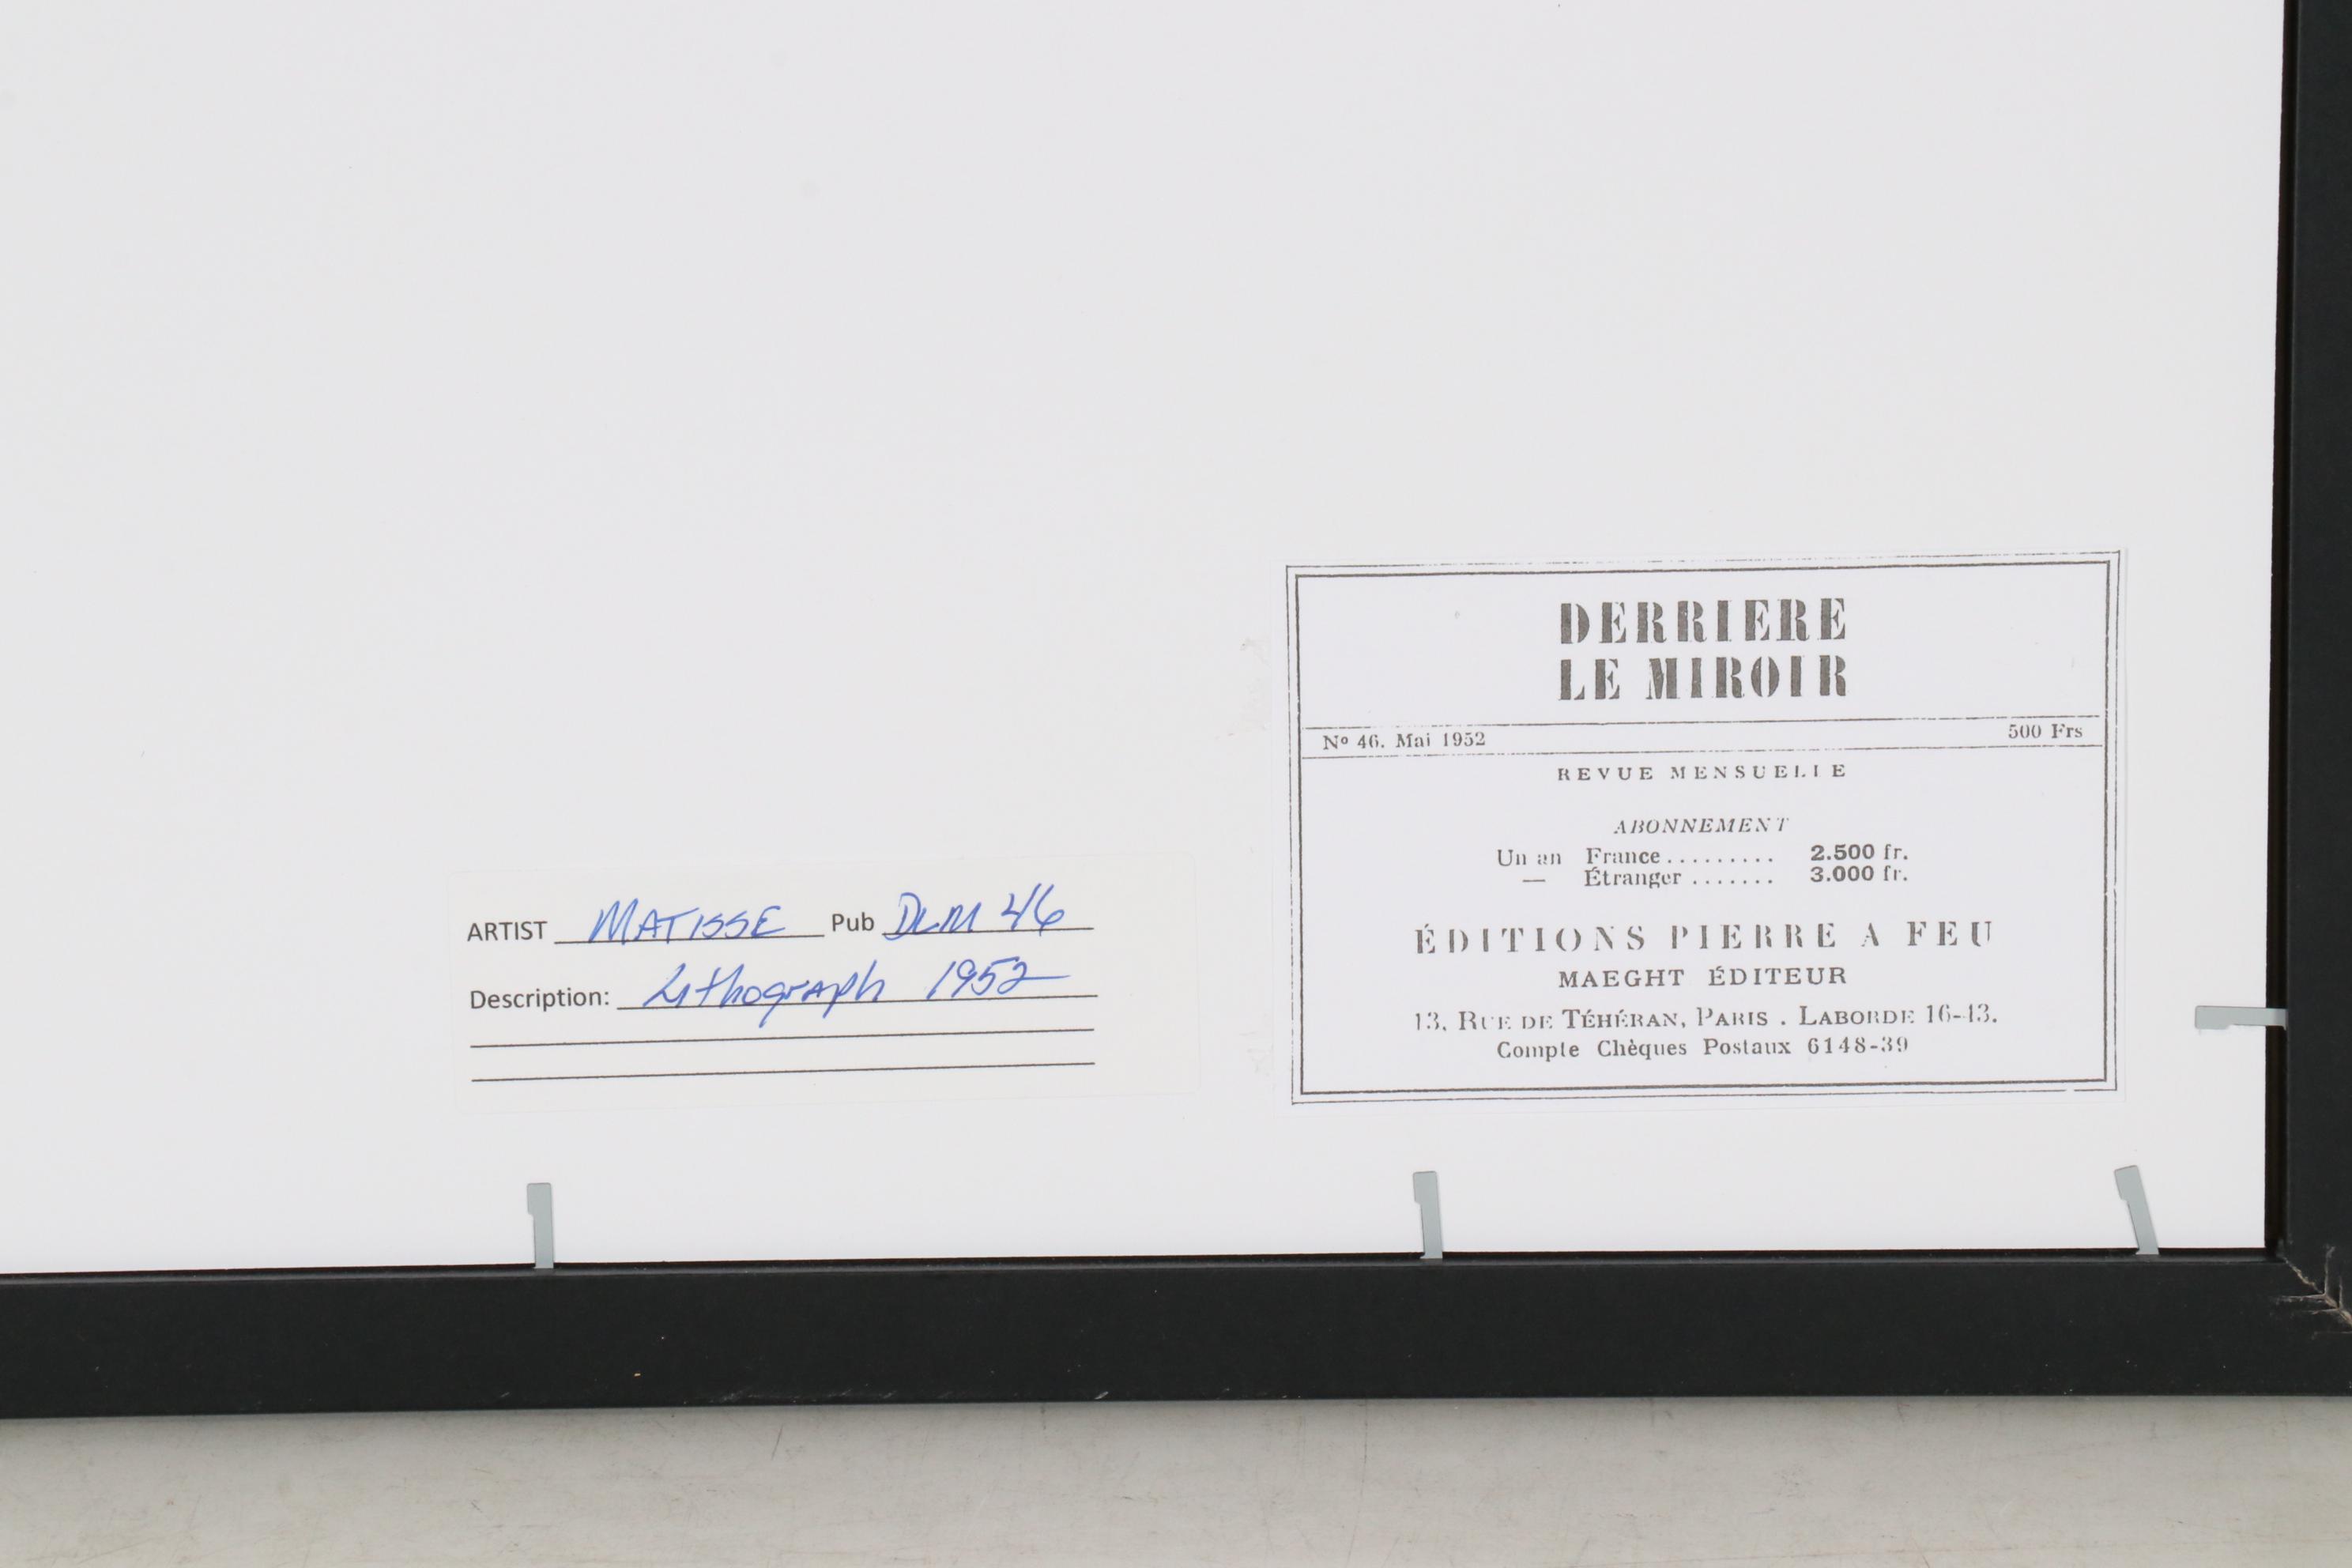 ARTIST MATISSE Pub DLM 46
Description: Lithograph 1952
DERRIERE
LE MIROIR
Nº 46. Mai 1952 500 Frs
REVUE MENSUELLE
ABONNEMENT
Un an France ......... 2.500 fr.
— Étranger ....... 3.000 fr.
ÉDITIONS PIERRE A FEU
MAEGHT ÉDITEUR
13, RUE DE TÉHÉRAN, PARIS . LABORDE 16-43.
Compte Chèques Postaux 6148-39